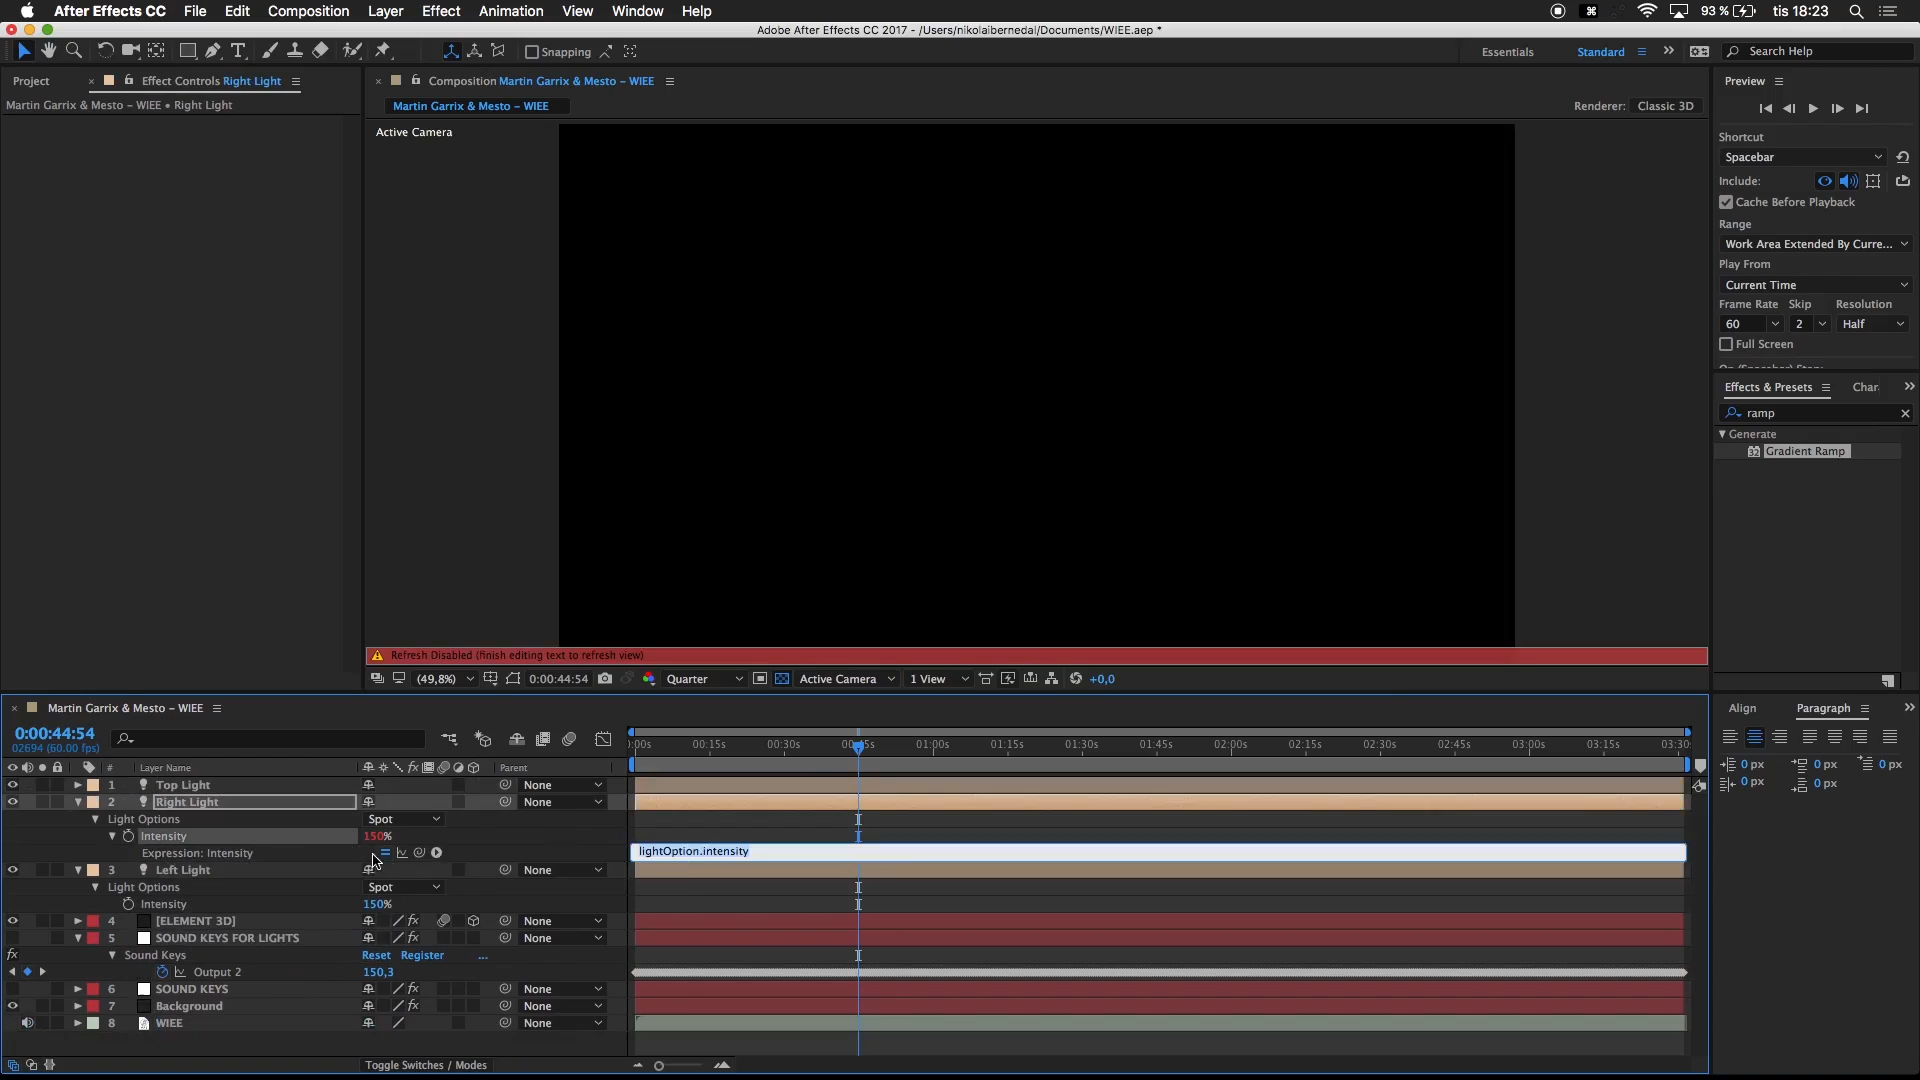 After Effects CC File Edit Composition Layer Effect Animation View Window Help 93 % tis 18:23
Adobe After Effects CC 2017 - /Users/nikolaibernedal/Documents/WIEE.aep *
Snapping Essentials Standard Search Help
Project Effect Controls Right Light Composition Martin Garrix & Mesto – WIEE Preview
Martin Garrix & Mesto – WIEE • Right Light Martin Garrix & Mesto – WIEE Renderer: Classic 3D
Active Camera
Shortcut
Spacebar
Include:
Cache Before Playback
Range
Work Area Extended By Curre...
Play From
Current Time
Frame Rate Skip Resolution
60 2 Half
Full Screen
Effects & Presets Char
ramp
Generate
32 Gradient Ramp
Refresh Disabled (finish editing text to refresh view)
(49,8%) 0:00:44:54 Quarter Active Camera 1 View +0,0
Martin Garrix & Mesto – WIEE Align Paragraph
0:00:44:54
02694 (60.00 fps)
:00s 00:15s 00:30s 01:00s 01:15s 01:30s 01:45s 02:00s 02:15s 02:30s 02:45s 03:00s 03:15s 03:30
# Layer Name fx Parent
0 px 0 px 0 px
0 px 0 px
1 Top Light None
2 Right Light None
Light Options Spot
Intensity 150%
Expression: Intensity lightOption.intensity
3 Left Light None
Light Options Spot
Intensity 150%
4 [ELEMENT 3D] fx None
5 SOUND KEYS FOR LIGHTS fx None
fx Sound Keys Reset Register ...
Output 2 150,3
6 SOUND KEYS fx None
7 Background fx None
8 WIEE None
Toggle Switches / Modes